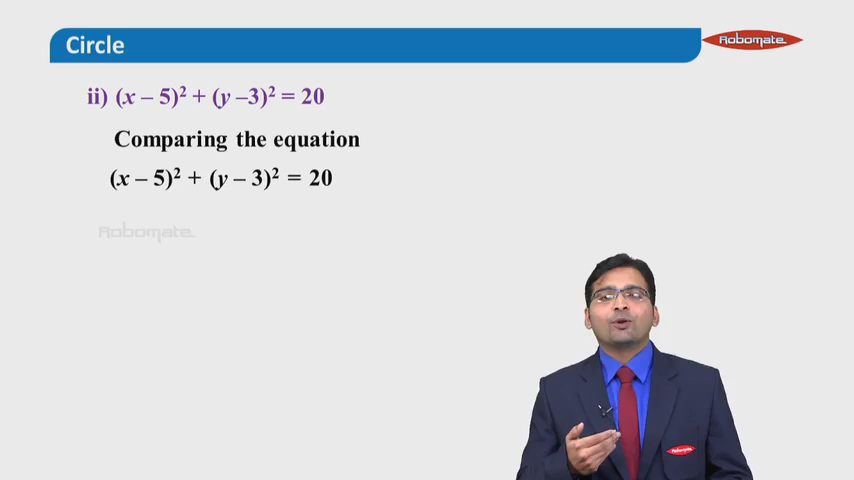 Circle
Robomate
ii) (x – 5)² + (y –3)² = 20
Comparing the equation
(x – 5)² + (y – 3)² = 20
Robomate